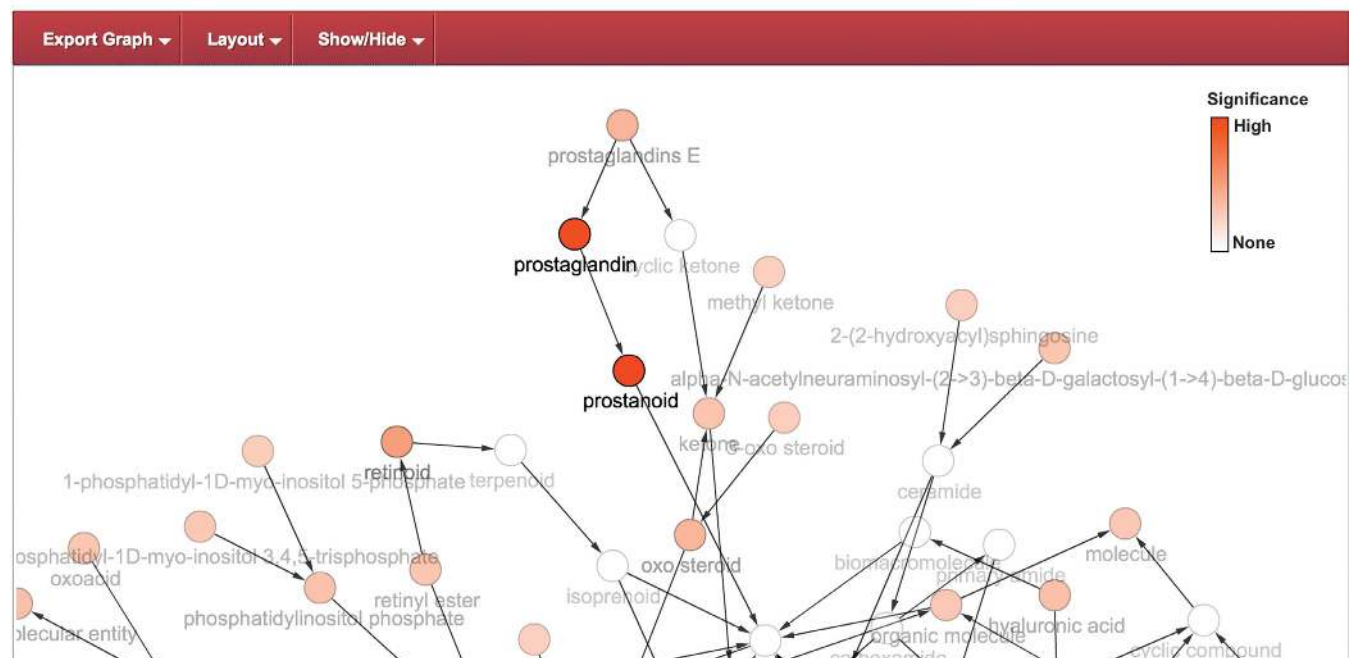 Export Graph Layout Show/Hide
Significance
High
None
prostaglandins E
prostaglandin
cyclic ketone
methyl ketone
2-(2-hydroxyacyl)sphingosine
alpha-N-acetylneuraminosyl-(2->3)-beta-D-galactosyl-(1->4)-beta-D-glucos
prostanoid
ketone
3-oxo steroid
retinoid
1-phosphatidyl-1D-myo-inositol 5-phosphate
terpenoid
ceramide
osphatidyl-1D-myo-inositol 3,4,5-trisphosphate
oxoacid
oxo steroid
biomacromolecule
molecule
primary amide
isoprenoid
retinyl ester
phosphatidylinositol phosphate
olecular entity
organic molecule
hyaluronic acid
carboxamide
cyclic compound